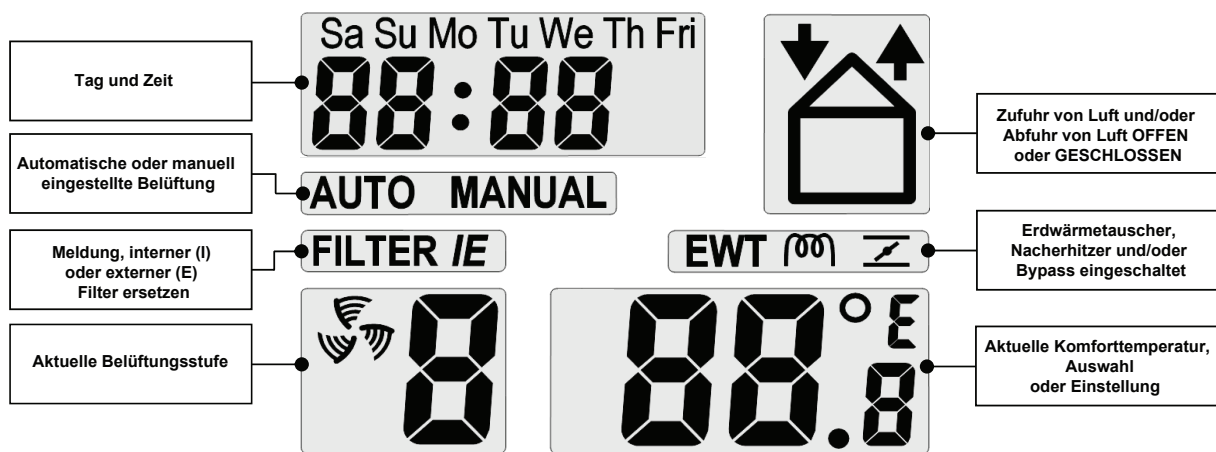 Sa Su Mo Tu We Th Fri
88:88
Tag und Zeit
Zufuhr von Luft und/oder
Abfuhr von Luft OFFEN
oder GESCHLOSSEN
Automatische oder manuell
eingestellte Belüftung
AUTO MANUAL
Meldung, interner (I)
oder externer (E)
Filter ersetzen
FILTER IE
EWT
Erdwärmetauscher,
Nacherhitzer und/oder
Bypass eingeschaltet
Aktuelle Belüftungsstufe
8
88.8°E
Aktuelle Komforttemperatur,
Auswahl
oder Einstellung